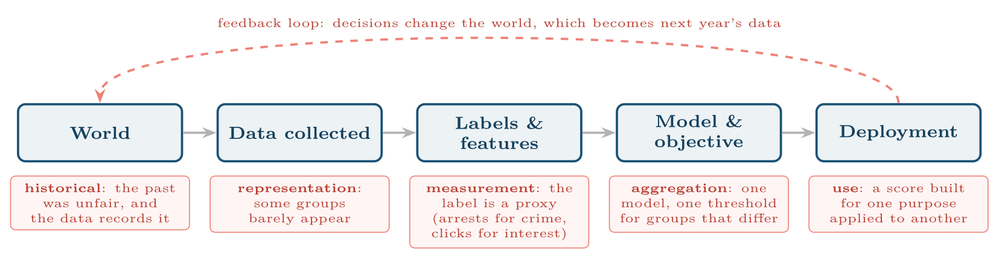 feedback loop: decisions change the world, which becomes next year's data
World
Data collected
Labels &
features
Model &
objective
Deployment
historical: the past
was unfair, and
the data records it
representation:
some groups
barely appear
measurement: the
label is a proxy
(arrests for crime,
clicks for interest)
aggregation: one
model, one threshold
for groups that differ
use: a score built
for one purpose
applied to another